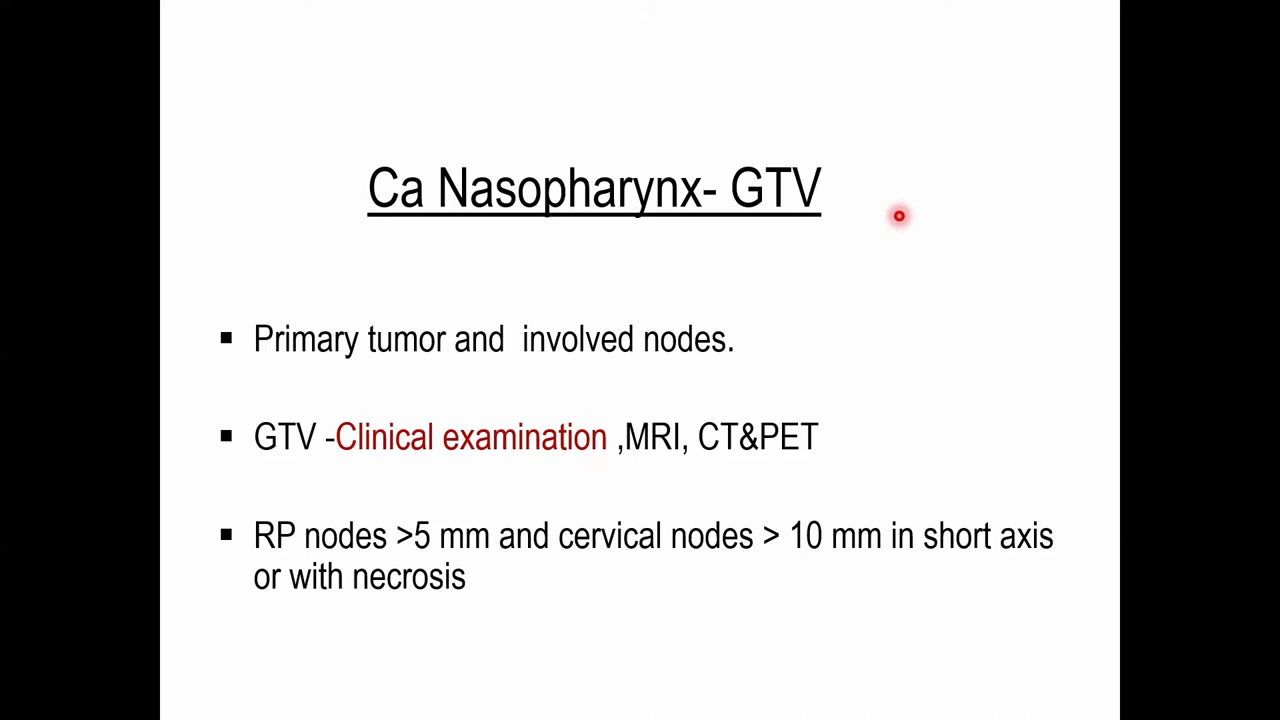 Ca Nasopharynx- GTV
▪ Primary tumor and involved nodes.
▪ GTV -Clinical examination ,MRI, CT&PET
▪ RP nodes >5 mm and cervical nodes > 10 mm in short axis
or with necrosis